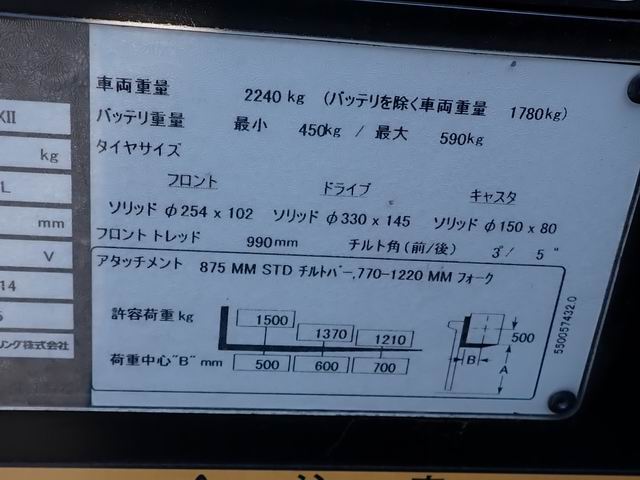 車両重量 2240 kg (バッテリを除く車両重量 1780kg)
バッテリ重量 最小 450kg / 最大 590kg
タイヤサイズ
フロント ドライブ キャスタ
ソリッド φ254 x 102 ソリッド φ330 x 145 ソリッド φ150 x 80
フロント トレッド 990mm チルト角(前/後) 3°/ 5°
アタッチメント 875 MM STD チルトバー,770-1220 MM フォーク
許容荷重 kg 1500 1370 1210
荷重中心"B" mm 500 600 700
500
B A
550057432.0
XII
kg
L
mm
V
14
リング株式会社